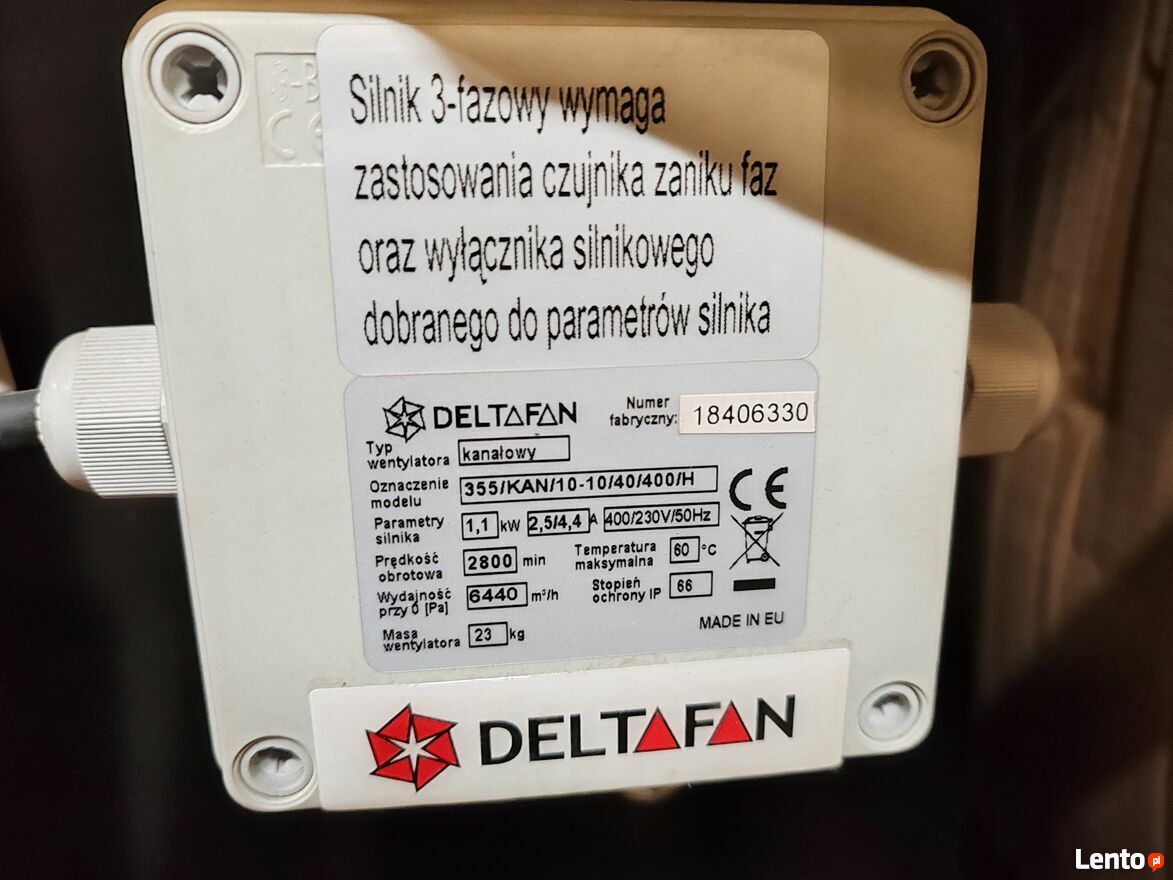 Silnik 3-fazowy wymaga
zastosowania czujnika zaniku faz
oraz wyłącznika silnikowego
dobranego do parametrów silnika
DELTAFAN
Numer
fabryczny: 18406330
Typ
wentylatora kanałowy
Oznaczenie
modelu 355/KAN/10-10/40/400/H
CE
Parametry
silnika 1,1 kW 2,5/4,4 A 400/230V/50Hz
Prędkość
obrotowa 2800 min
Temperatura
maksymalna 60 °C
Wydajność
przy 0 [Pa] 6440 m³/h
Stopień
ochrony IP 66
Masa
wentylatora 23 kg
MADE IN EU
DELTAFAN
Lento.pl